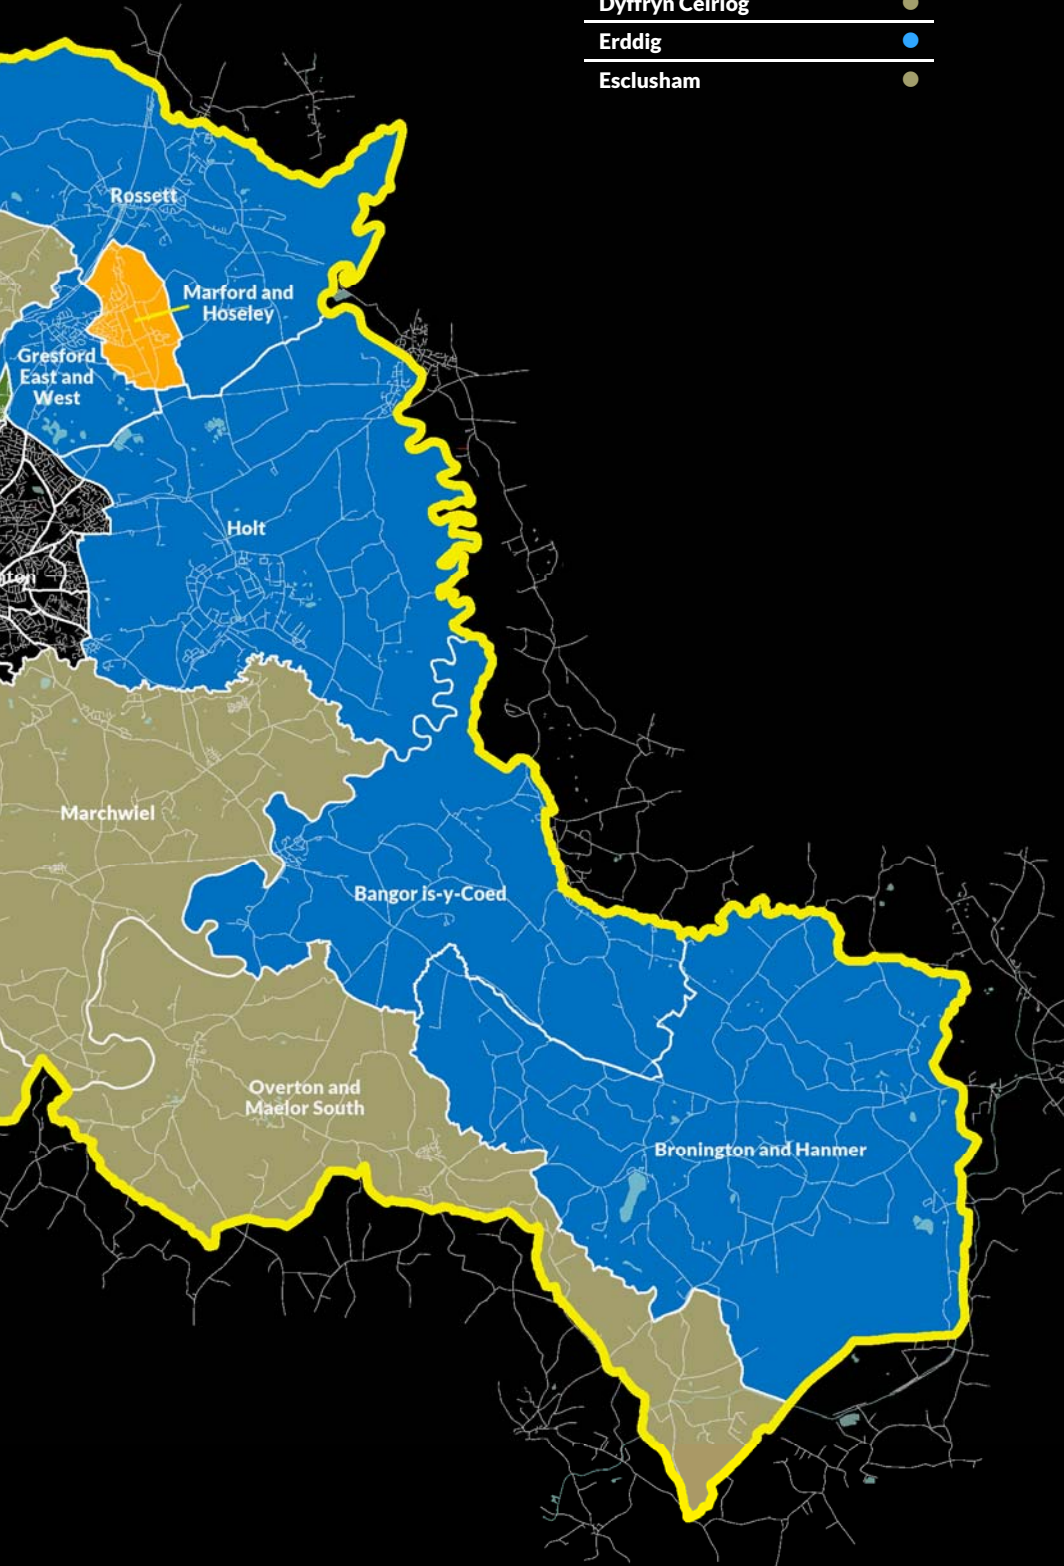 Dyffryn Ceiriog
Erddig
Esclusham
Rossett
Marford and
Hoseley
Gresford
East and
West
Holt
Marchwiel
Bangor is-y-Coed
Overton and
Maelor South
Bronington and Hanmer